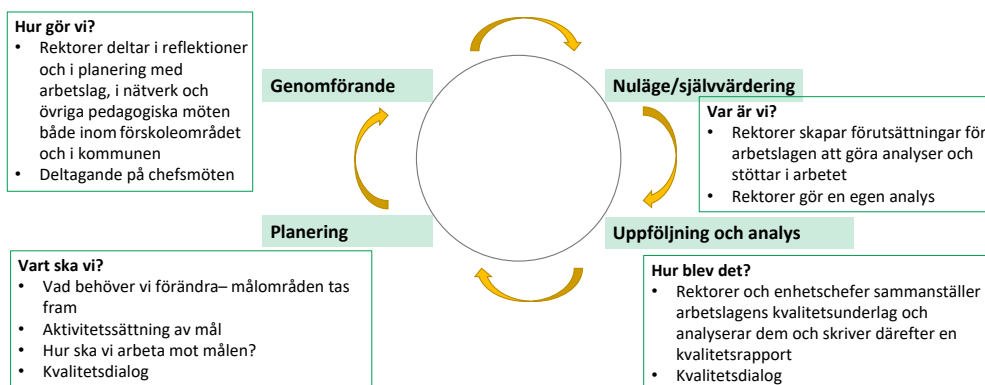 Hur gör vi?
• Rektorer deltar i reflektioner
och i planering med
arbetslag, i nätverk och
övriga pedagogiska möten
både inom förskoleområdet
och i kommunen
• Deltagande på chefsmöten
Genomförande
Nuläge/självvärdering
Var är vi?
• Rektorer skapar förutsättningar för
arbetslagen att göra analyser och
stöttar i arbetet
• Rektorer gör en egen analys
Planering
Uppföljning och analys
Vart ska vi?
• Vad behöver vi förändra– målområden tas
fram
• Aktivitetssättning av mål
• Hur ska vi arbeta mot målen?
• Kvalitetsdialog
Hur blev det?
• Rektorer och enhetschefer sammanställer
arbetslagens kvalitetsunderlag och
analyserar dem och skriver därefter en
kvalitetsrapport
• Kvalitetsdialog